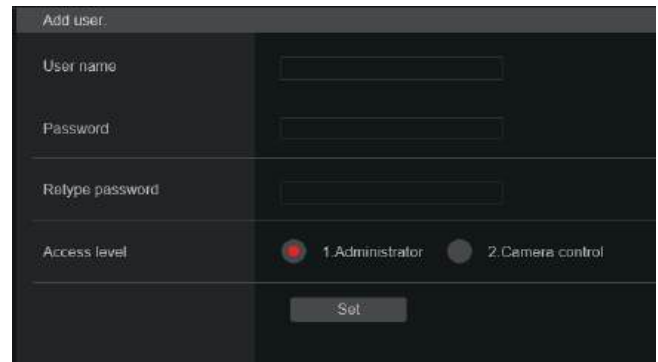 Add user.
User name
Password
Retype password
Access level 1.Administrator 2.Camera control
Set